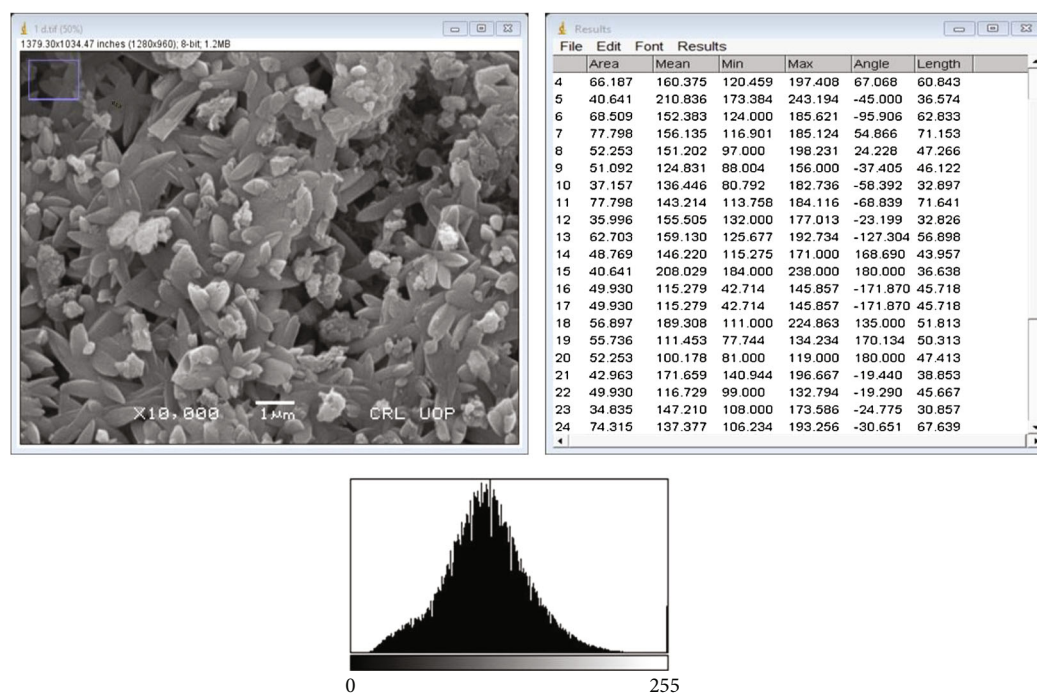 1 d.tif (50%)
1379.30x1034.47 inches (1280x960); 8-bit; 1.2MB
X10,000 1μm CRL UOP
Results
File Edit Font Results
Area Mean Min Max Angle Length
4 66.187 160.375 120.459 197.408 67.068 60.843
5 40.641 210.836 173.384 243.194 -45.000 36.574
6 68.509 152.383 124.000 185.621 -95.906 62.833
7 77.798 156.135 116.901 185.124 54.866 71.153
8 52.253 151.202 97.000 198.231 24.228 47.266
9 51.092 124.831 88.004 156.000 -37.405 46.122
10 37.157 136.446 80.792 182.736 -58.392 32.897
11 77.798 143.214 113.758 184.116 -68.839 71.641
12 35.996 155.505 132.000 177.013 -23.199 32.826
13 62.703 159.130 125.677 192.734 -127.304 56.898
14 48.769 146.220 115.275 171.000 168.690 43.957
15 40.641 208.029 184.000 238.000 180.000 36.638
16 49.930 115.279 42.714 145.857 -171.870 45.718
17 49.930 115.279 42.714 145.857 -171.870 45.718
18 56.897 189.308 111.000 224.863 135.000 51.813
19 55.736 111.453 77.744 134.234 170.134 50.313
20 52.253 100.178 81.000 119.000 180.000 47.413
21 42.963 171.659 140.944 196.667 -19.440 38.853
22 49.930 116.729 99.000 132.794 -19.290 45.667
23 34.835 147.210 108.000 173.586 -24.775 30.857
24 74.315 137.377 106.234 193.256 -30.651 67.639
0 255